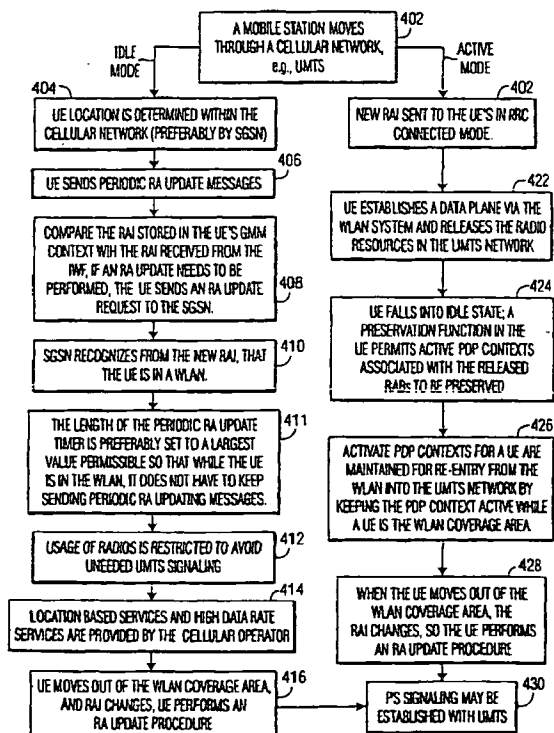 A MOBILE STATION MOVES
THROUGH A CELLULAR NETWORK,
e.g., UMTS
402
IDLE
MODE
ACTIVE
MODE
404
UE LOCATION IS DETERMINED WITHIN THE
CELLULAR NETWORK (PREFERABLY BY SGSN)
406
UE SENDS PERIODIC RA UPDATE MESSAGES
COMPARE THE RAI STORED IN THE UE'S GMM
CONTEXT WIH THE RAI RECEIVED FROM THE
IWF, IF AN RA UPDATE NEEDS TO BE
PERFORMED, THE UE SENDS AN RA UPDATE
REQUEST TO THE SGSN.
408
410
SGSN RECOGNIZES FROM THE NEW RAI, THAT
THE UE IS IN A WLAN.
411
THE LENGTH OF THE PERIODIC RA UPDATE
TIMER IS PREFERABLY SET TO A LARGEST
VALUE PERMISSIBLE SO THAT WHILE THE UE
IS IN THE WLAN, IT DOES NOT HAVE TO KEEP
SENDING PERIODIC RA UPDATING MESSAGES.
412
USAGE OF RADIOS IS RESTRICTED TO AVOID
UNEEDED UMTS SIGNALING
414
LOCATION BASED SERVICES AND HIGH DATA RATE
SERVICES ARE PROVIDED BY THE CELLULAR OPERATOR
416
UE MOVES OUT OF THE WLAN COVERAGE AREA,
AND RAI CHANGES, UE PERFORMS AN
RA UPDATE PROCEDURE
402
NEW RAI SENT TO THE UE'S IN RRC
CONNECTED MODE.
422
UE ESTABLISHES A DATA PLANE VIA THE
WLAN SYSTEM AND RELEASES THE RADIO
RESOURCES IN THE UMTS NETWORK
424
UE FALLS INTO IDLE STATE; A
PRESERVATION FUNCTION IN THE
UE PERMITS ACTIVE PDP CONTEXTS
ASSOCIATED WITH THE RELEASED
RABs TO BE PRESERVED
426
ACTIVATE PDP CONTEXTS FOR A UE ARE
MAINTAINED FOR RE-ENTRY FROM THE
WLAN INTO THE UMTS NETWORK BY
KEEPING THE PDP CONTEXT ACTIVE WHILE
A UE IS THE WLAN COVERAGE AREA.
428
WHEN THE UE MOVES OUT OF THE
WLAN COVERAGE AREA, THE
RAI CHANGES, SO THE UE PERFORMS
AN RA UPDATE PROCEDURE
430
PS SIGNALING MAY BE
ESTABLISHED WITH UMTS